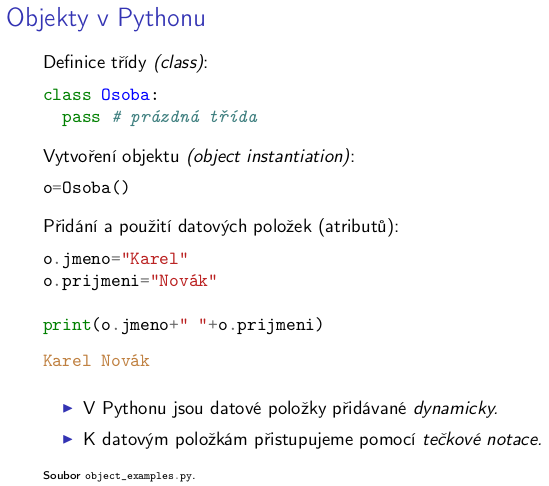 Objekty v Pythonu
Definice třídy (class):
class Osoba:
  pass # prázdná třída
Vytvoření objektu (object instantiation):
o=Osoba()
Přidání a použití datových položek (atributů):
o.jmeno="Karel"
o.prijmeni="Novák"
print(o.jmeno+" "+o.prijmeni)
Karel Novák
▶ V Pythonu jsou datové položky přidávané dynamicky.
▶ K datovým položkám přistupujeme pomocí tečkové notace.
Soubor object_examples.py.